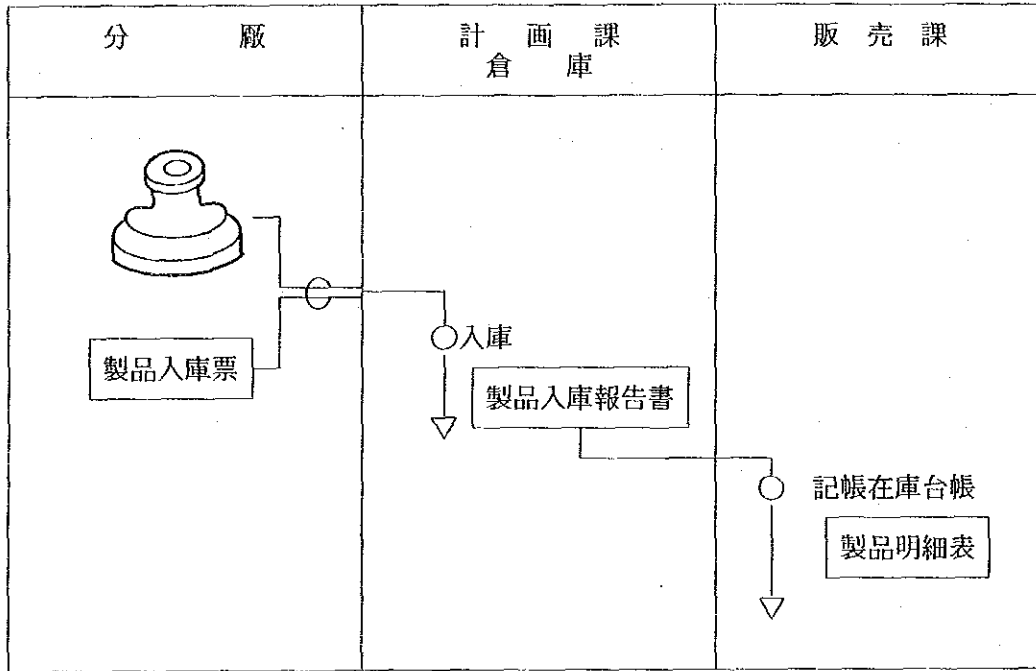 分廠
計画課
倉庫
販売課
入庫
製品入庫票
製品入庫報告書
記帳在庫台帳
製品明細表